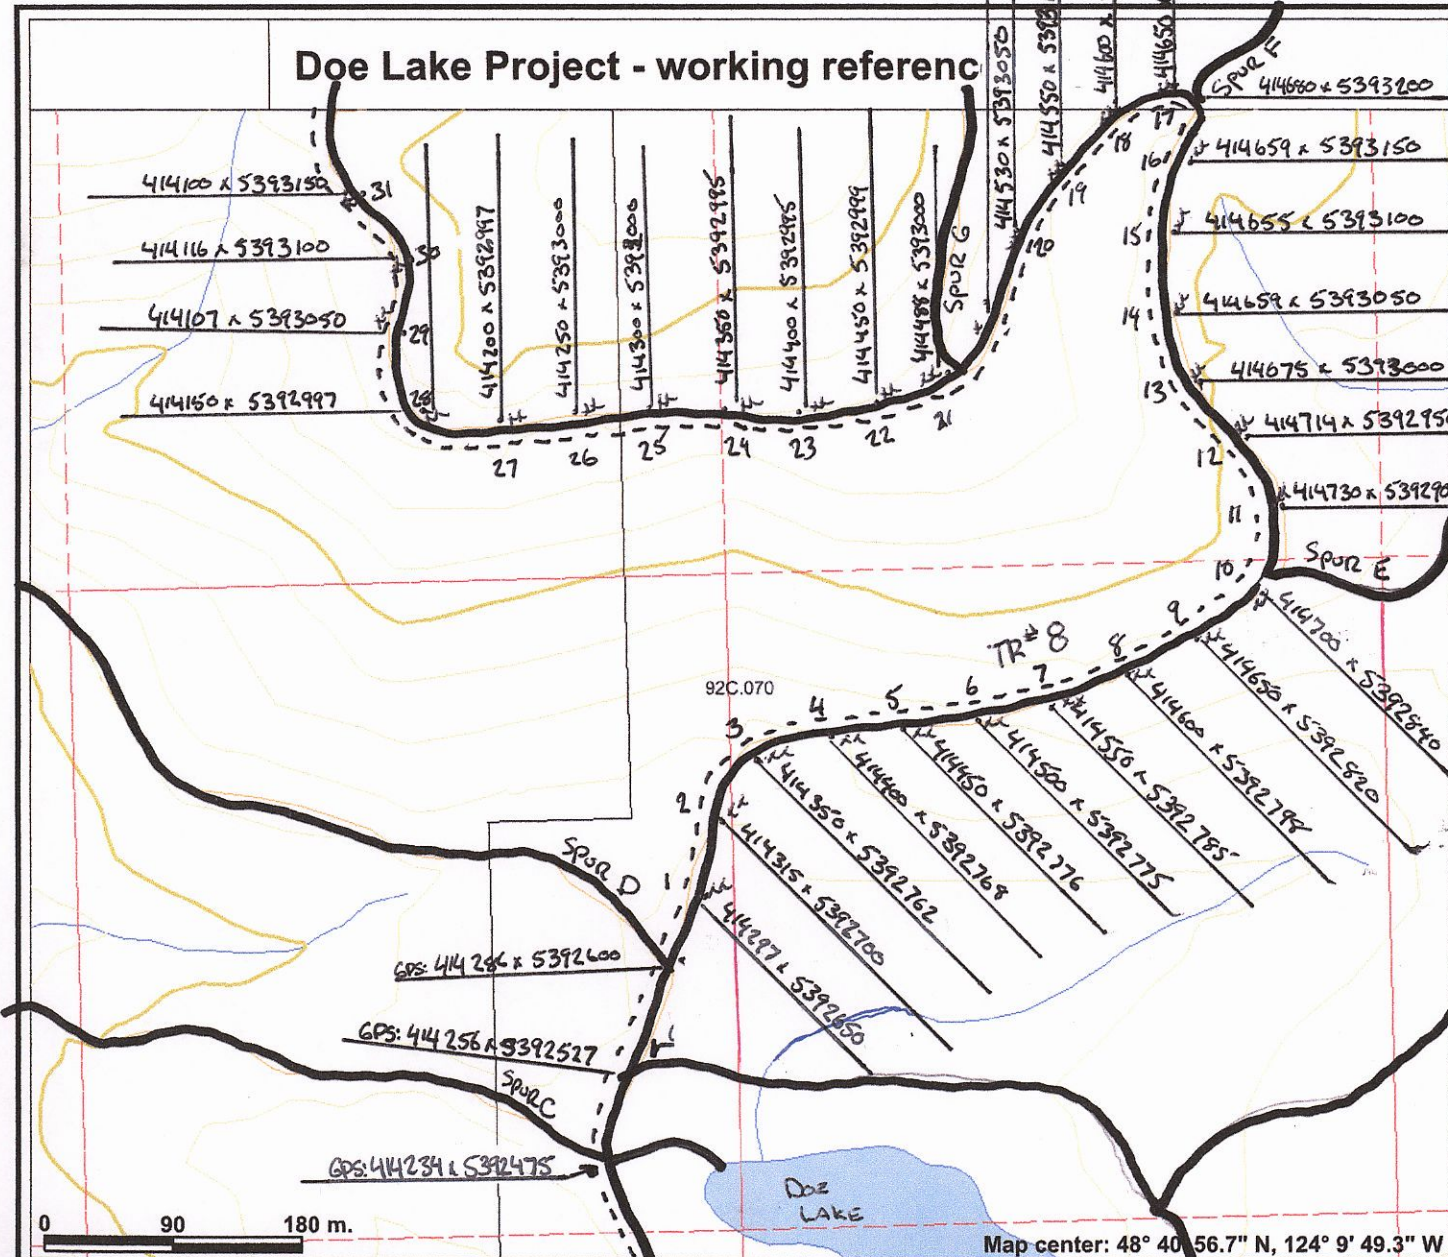 Doe Lake Project - working referenc
SPUR F
414680 x 5393200
414659 x 5393150
414655 x 5393100
414659 x 5393050
414675 x 5393000
414714 x 5392950
414730 x 539290
SPUR E
414100 x 5393150
414116 x 5393100
414107 x 5393050
414150 x 5392997
414200 x 5392997
414250 x 5393000
414300 x 5393000
414350 x 5392995
414400 x 5392995
414450 x 5392999
414488 x 5393000
SPUR G
414530 x 5393050
414550 x 5393
414600 x
414650 x
31
30
29
28
27
26
25
24
23
22
21
20
19
18
17
16
15
14
13
12
11
10
9
8
7
6
5
4
3
2
1
TR#8
92C.070
414700 x 5392840
414650 x 5392820
414600 x 5392798
414550 x 5392785
414500 x 5392775
414450 x 5392776
414400 x 5392768
414350 x 5392762
414315 x 5392700
414297 x 5392650
SPUR D
GPS: 414286 x 5392600
GPS: 414256 x 5392527
SPUR C
GPS: 414234 x 5392475
DOE
LAKE
0 90 180 m.
Map center: 48° 40' 56.7" N, 124° 9' 49.3" W